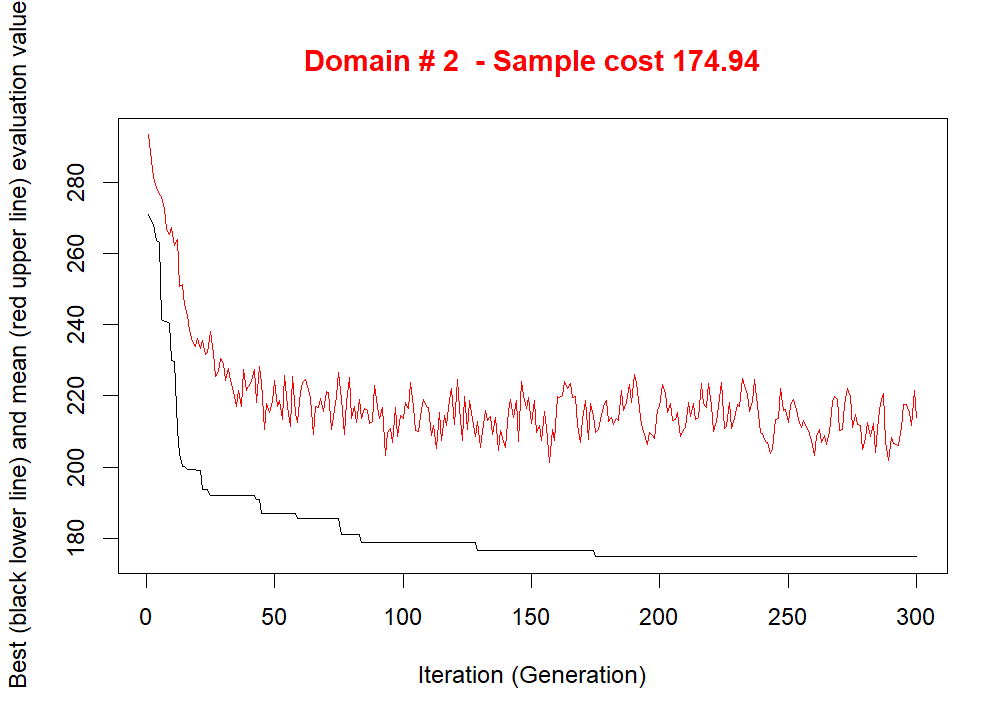 Domain # 2  - Sample cost 174.94
Best (black lower line) and mean (red upper line) evaluation value
280
260
240
220
200
180
0 50 100 150 200 250 300
Iteration (Generation)